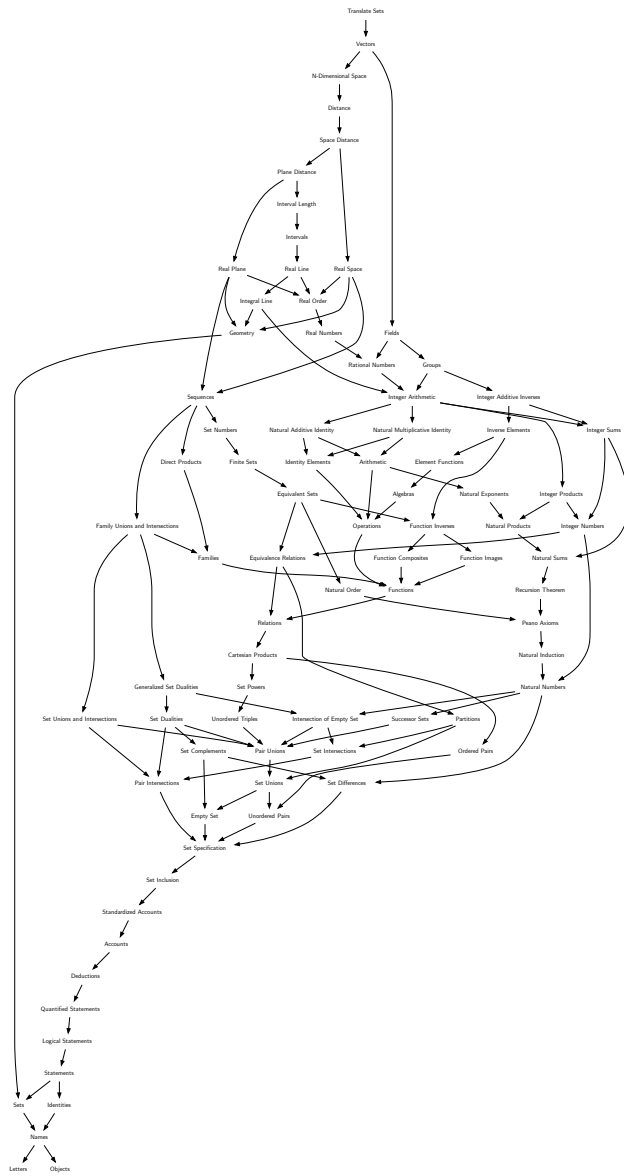 Translate Sets
Vectors
N-Dimensional Space
Distance
Space Distance
Plane Distance
Interval Length
Intervals
Real Plane
Real Line
Real Space
Integral Line
Real Order
Geometry
Real Numbers
Fields
Rational Numbers
Groups
Sequences
Integer Arithmetic
Integer Additive Inverses
Set Numbers
Natural Additive Identity
Natural Multiplicative Identity
Inverse Elements
Integer Sums
Direct Products
Finite Sets
Identity Elements
Arithmetic
Element Functions
Equivalent Sets
Algebras
Natural Exponents
Integer Products
Family Unions and Intersections
Operations
Function Inverses
Natural Products
Integer Numbers
Families
Equivalence Relations
Function Composites
Function Images
Natural Sums
Natural Order
Functions
Recursion Theorem
Relations
Peano Axioms
Cartesian Products
Natural Induction
Generalized Set Dualities
Set Powers
Natural Numbers
Set Unions and Intersections
Set Dualities
Unordered Triples
Intersection of Empty Set
Successor Sets
Partitions
Set Complements
Pair Unions
Set Intersections
Ordered Pairs
Pair Intersections
Set Unions
Set Differences
Empty Set
Unordered Pairs
Set Specification
Set Inclusion
Standardized Accounts
Accounts
Deductions
Quantified Statements
Logical Statements
Statements
Sets
Identities
Names
Letters
Objects